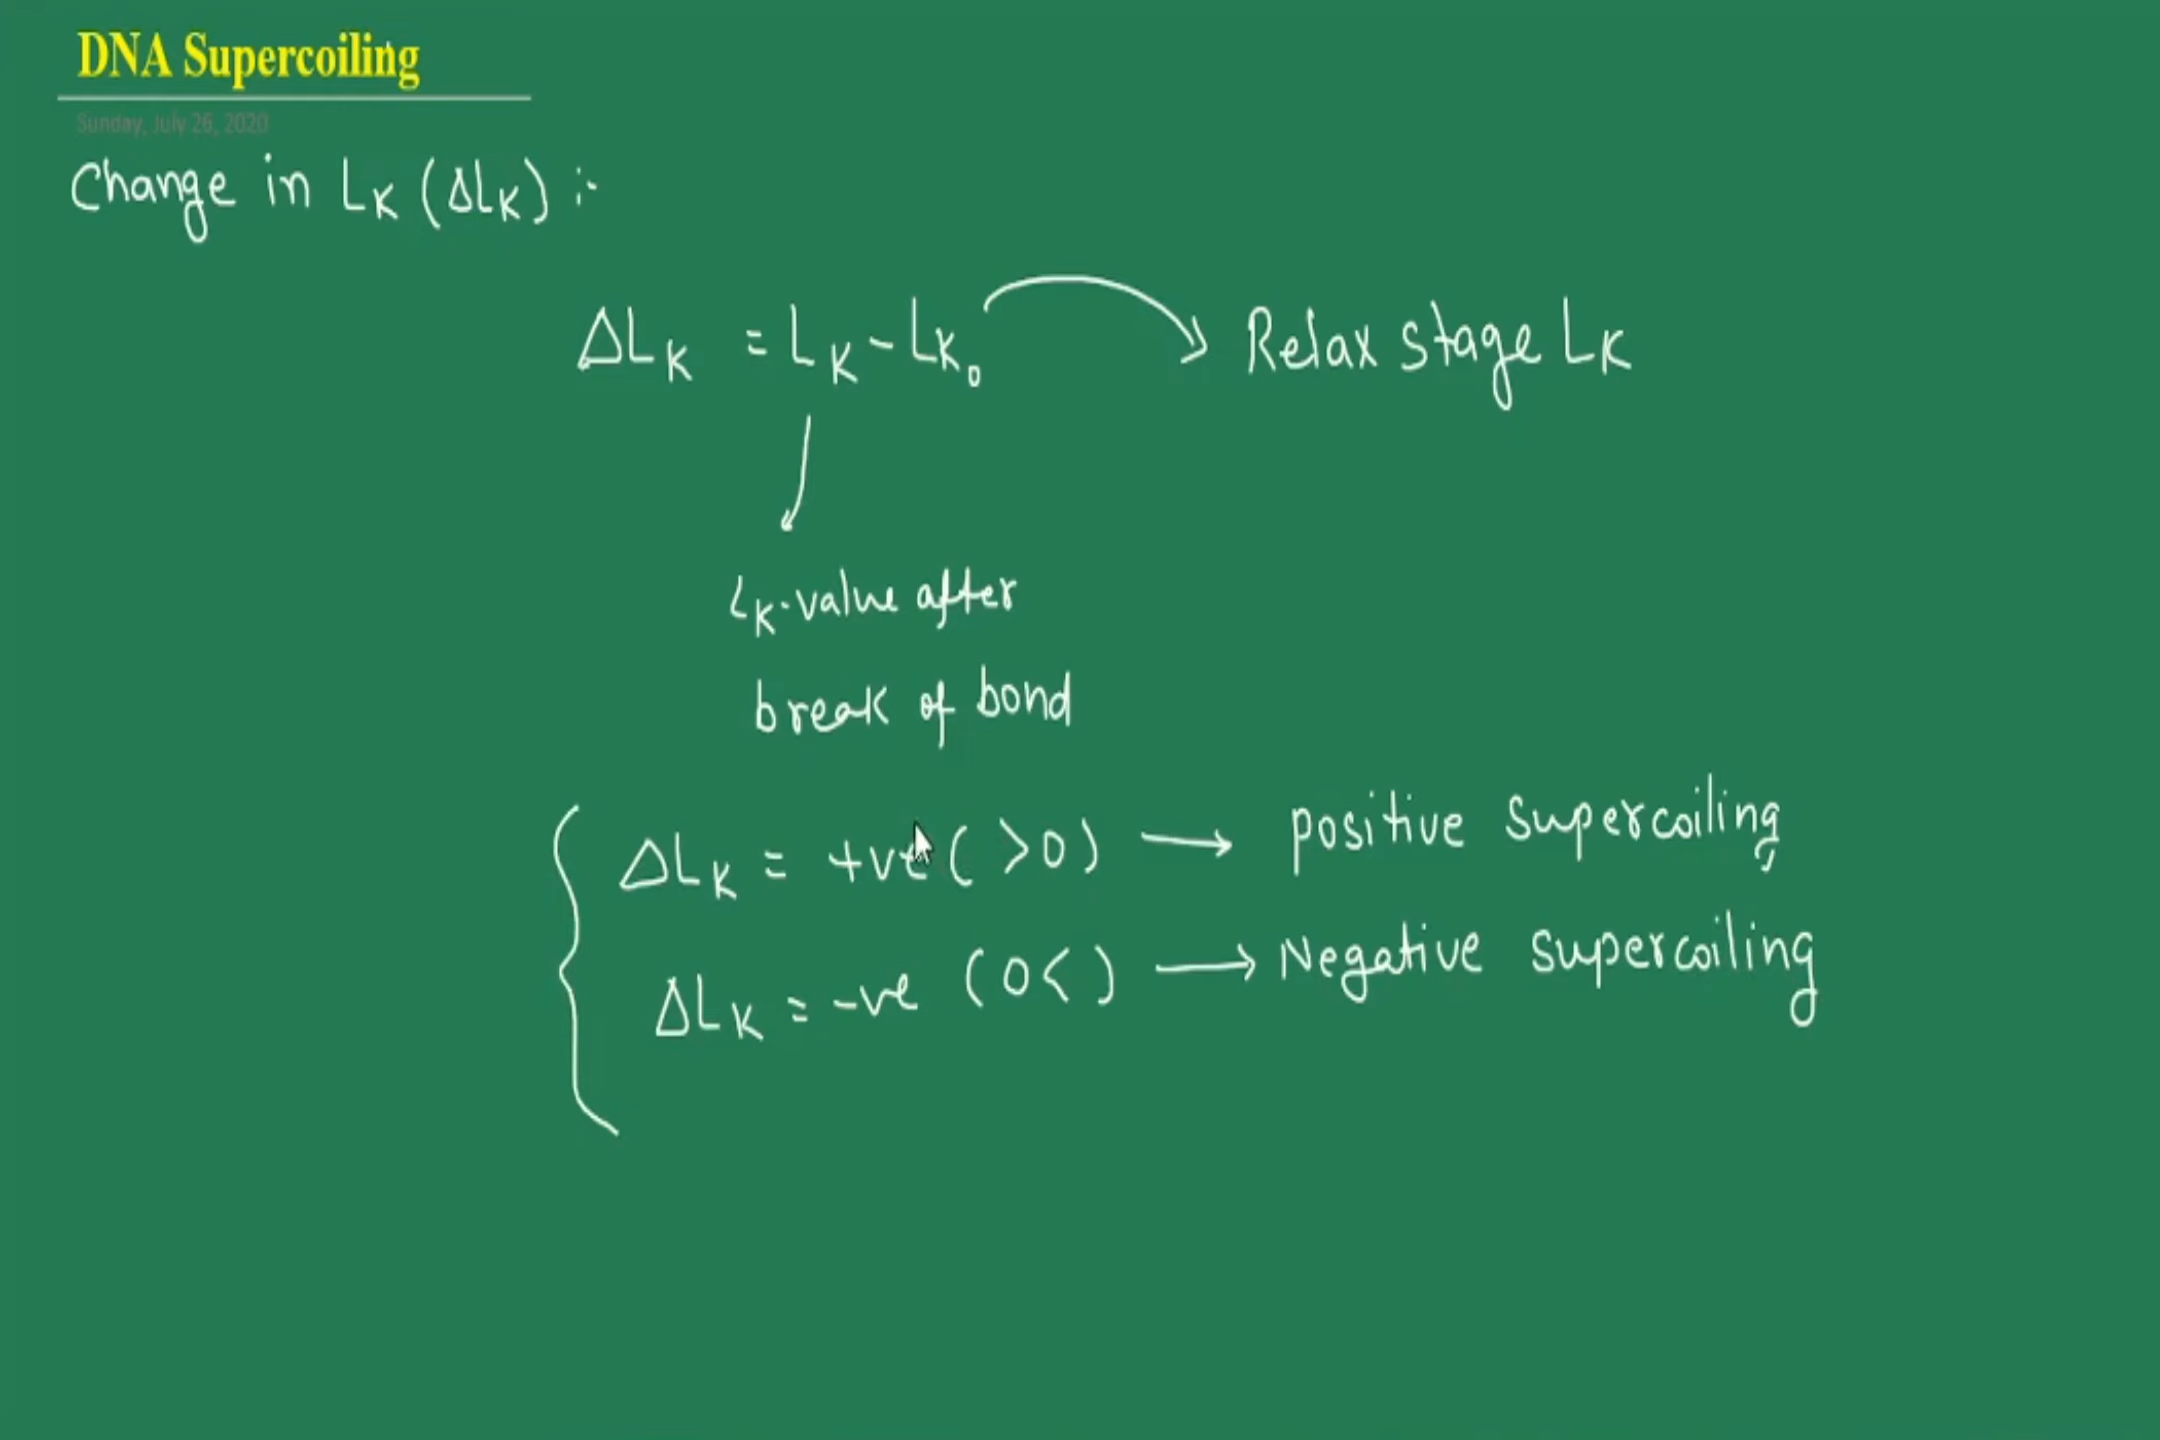 DNA Supercoiling
Sunday, July 26, 2020
Change in LK (ΔLK) :-
ΔLK = LK - LK0 → Relax stage LK
LK-value after
break of bond
ΔLK = +ve ( >0 ) → positive supercoiling
ΔLK = -ve ( 0< ) → Negative supercoiling